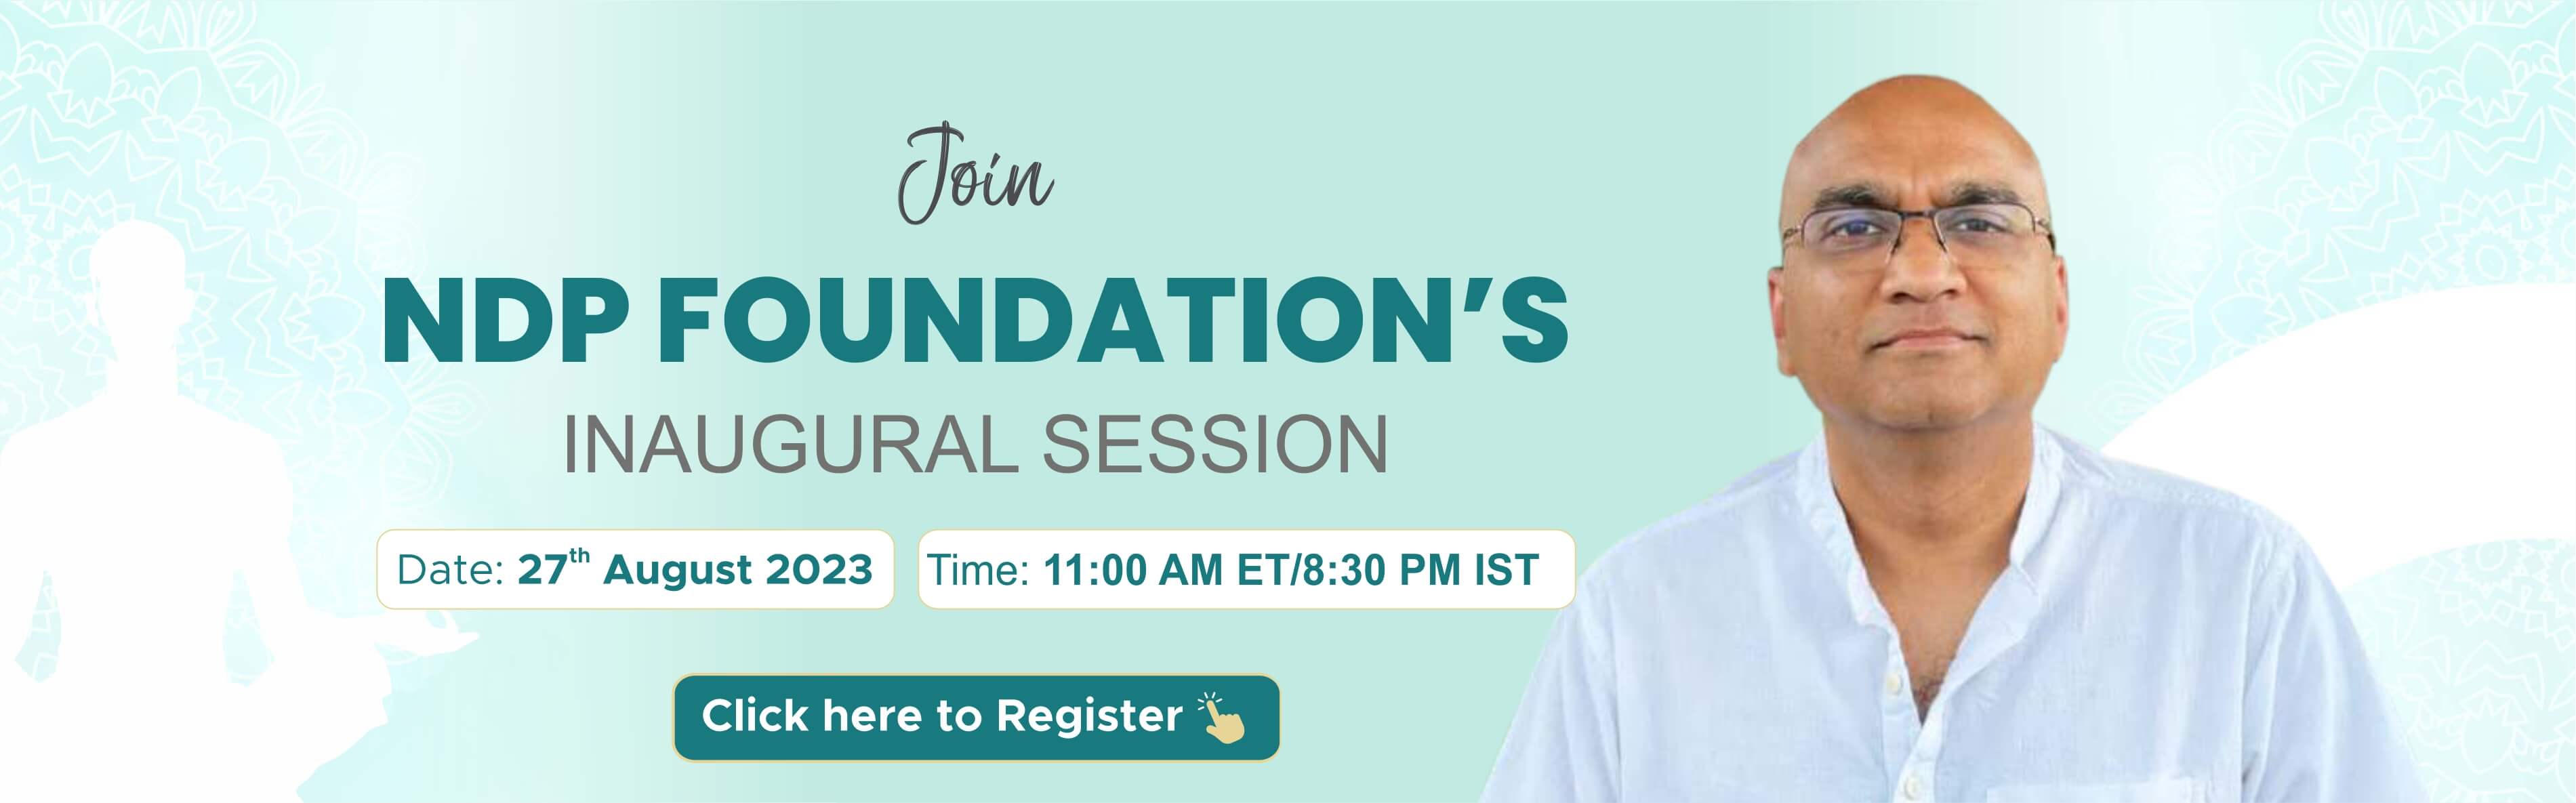 Join
NDP FOUNDATION’S
INAUGURAL SESSION
Date: 27th August 2023
Time: 11:00 AM ET/8:30 PM IST
Click here to Register